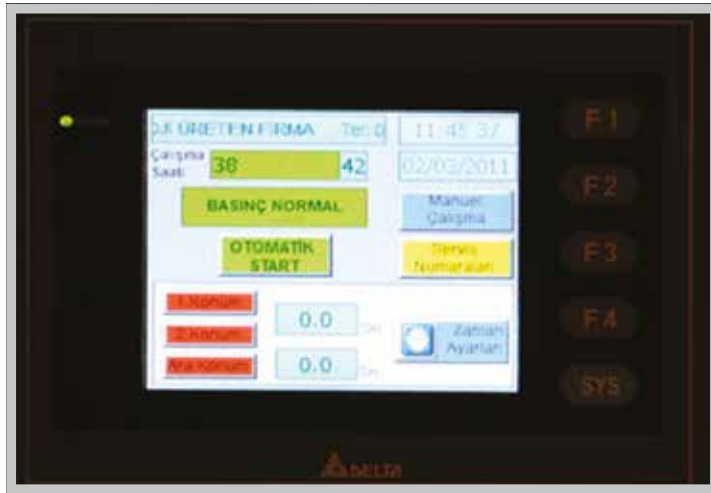 ÜRETEN FİRMA Ter: 0
11:45 37
Çalışma
Saati
38
42
02/03/2011
BASINÇ NORMAL
Manuel
Çalışma
OTOMATİK
START
Servis
Numaraları
1.Konum
0.0
2.Konum
Zaman
Ayarları
Ara Konum
0.0
F1
F2
F3
F4
SYS
DELTA